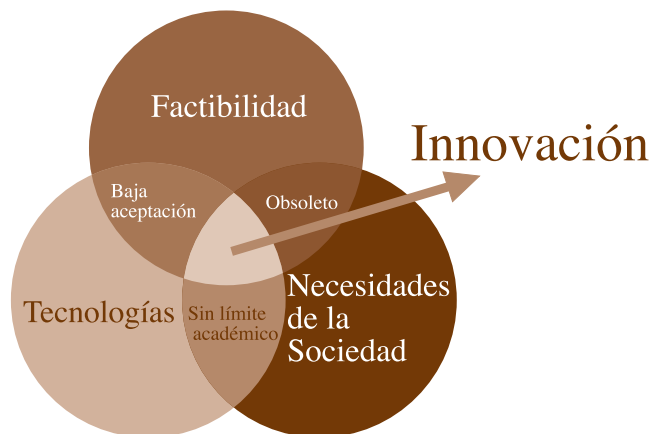 Factibilidad
Innovación
Baja
aceptación
Obsoleto
Tecnologías
Sin límite
académico
Necesidades
de la
Sociedad